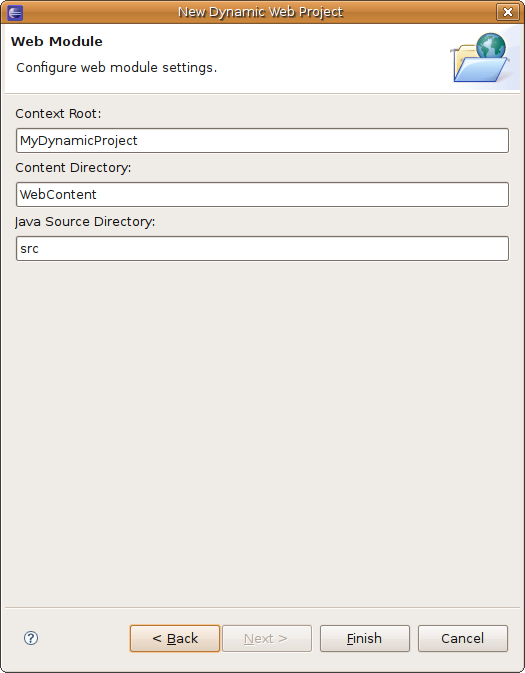 New Dynamic Web Project
Web Module
Configure web module settings.
Context Root:
MyDynamicProject
Content Directory:
WebContent
Java Source Directory:
src
? < Back Next > Finish Cancel